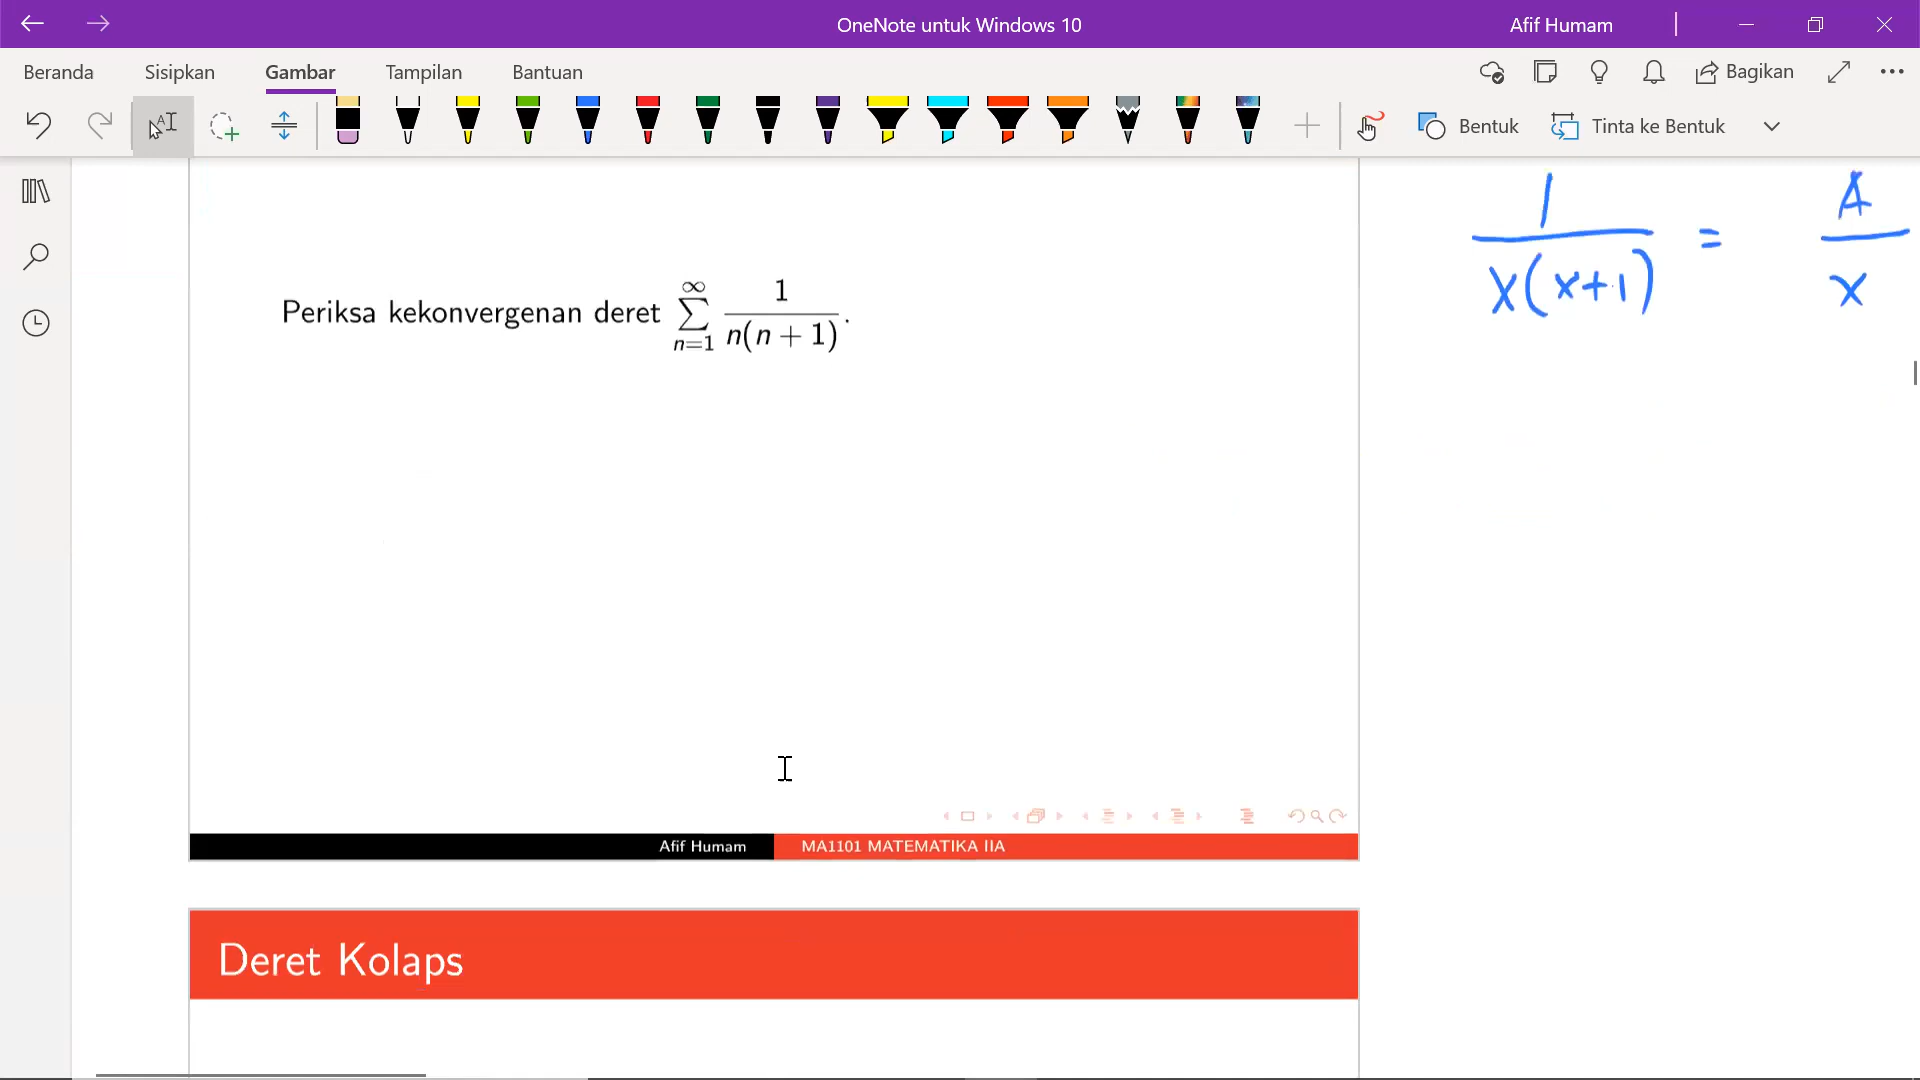 OneNote untuk Windows 10
Afif Humam
Beranda Sisipkan Gambar Tampilan Bantuan
Bagikan
Bentuk
Tinta ke Bentuk
Periksa kekonvergenan deret ∑_{n=1}^{∞} 1/(n(n + 1)).
1/(x(x+1)) = A/x
Afif Humam
MA1101 MATEMATIKA IIA
Deret Kolaps